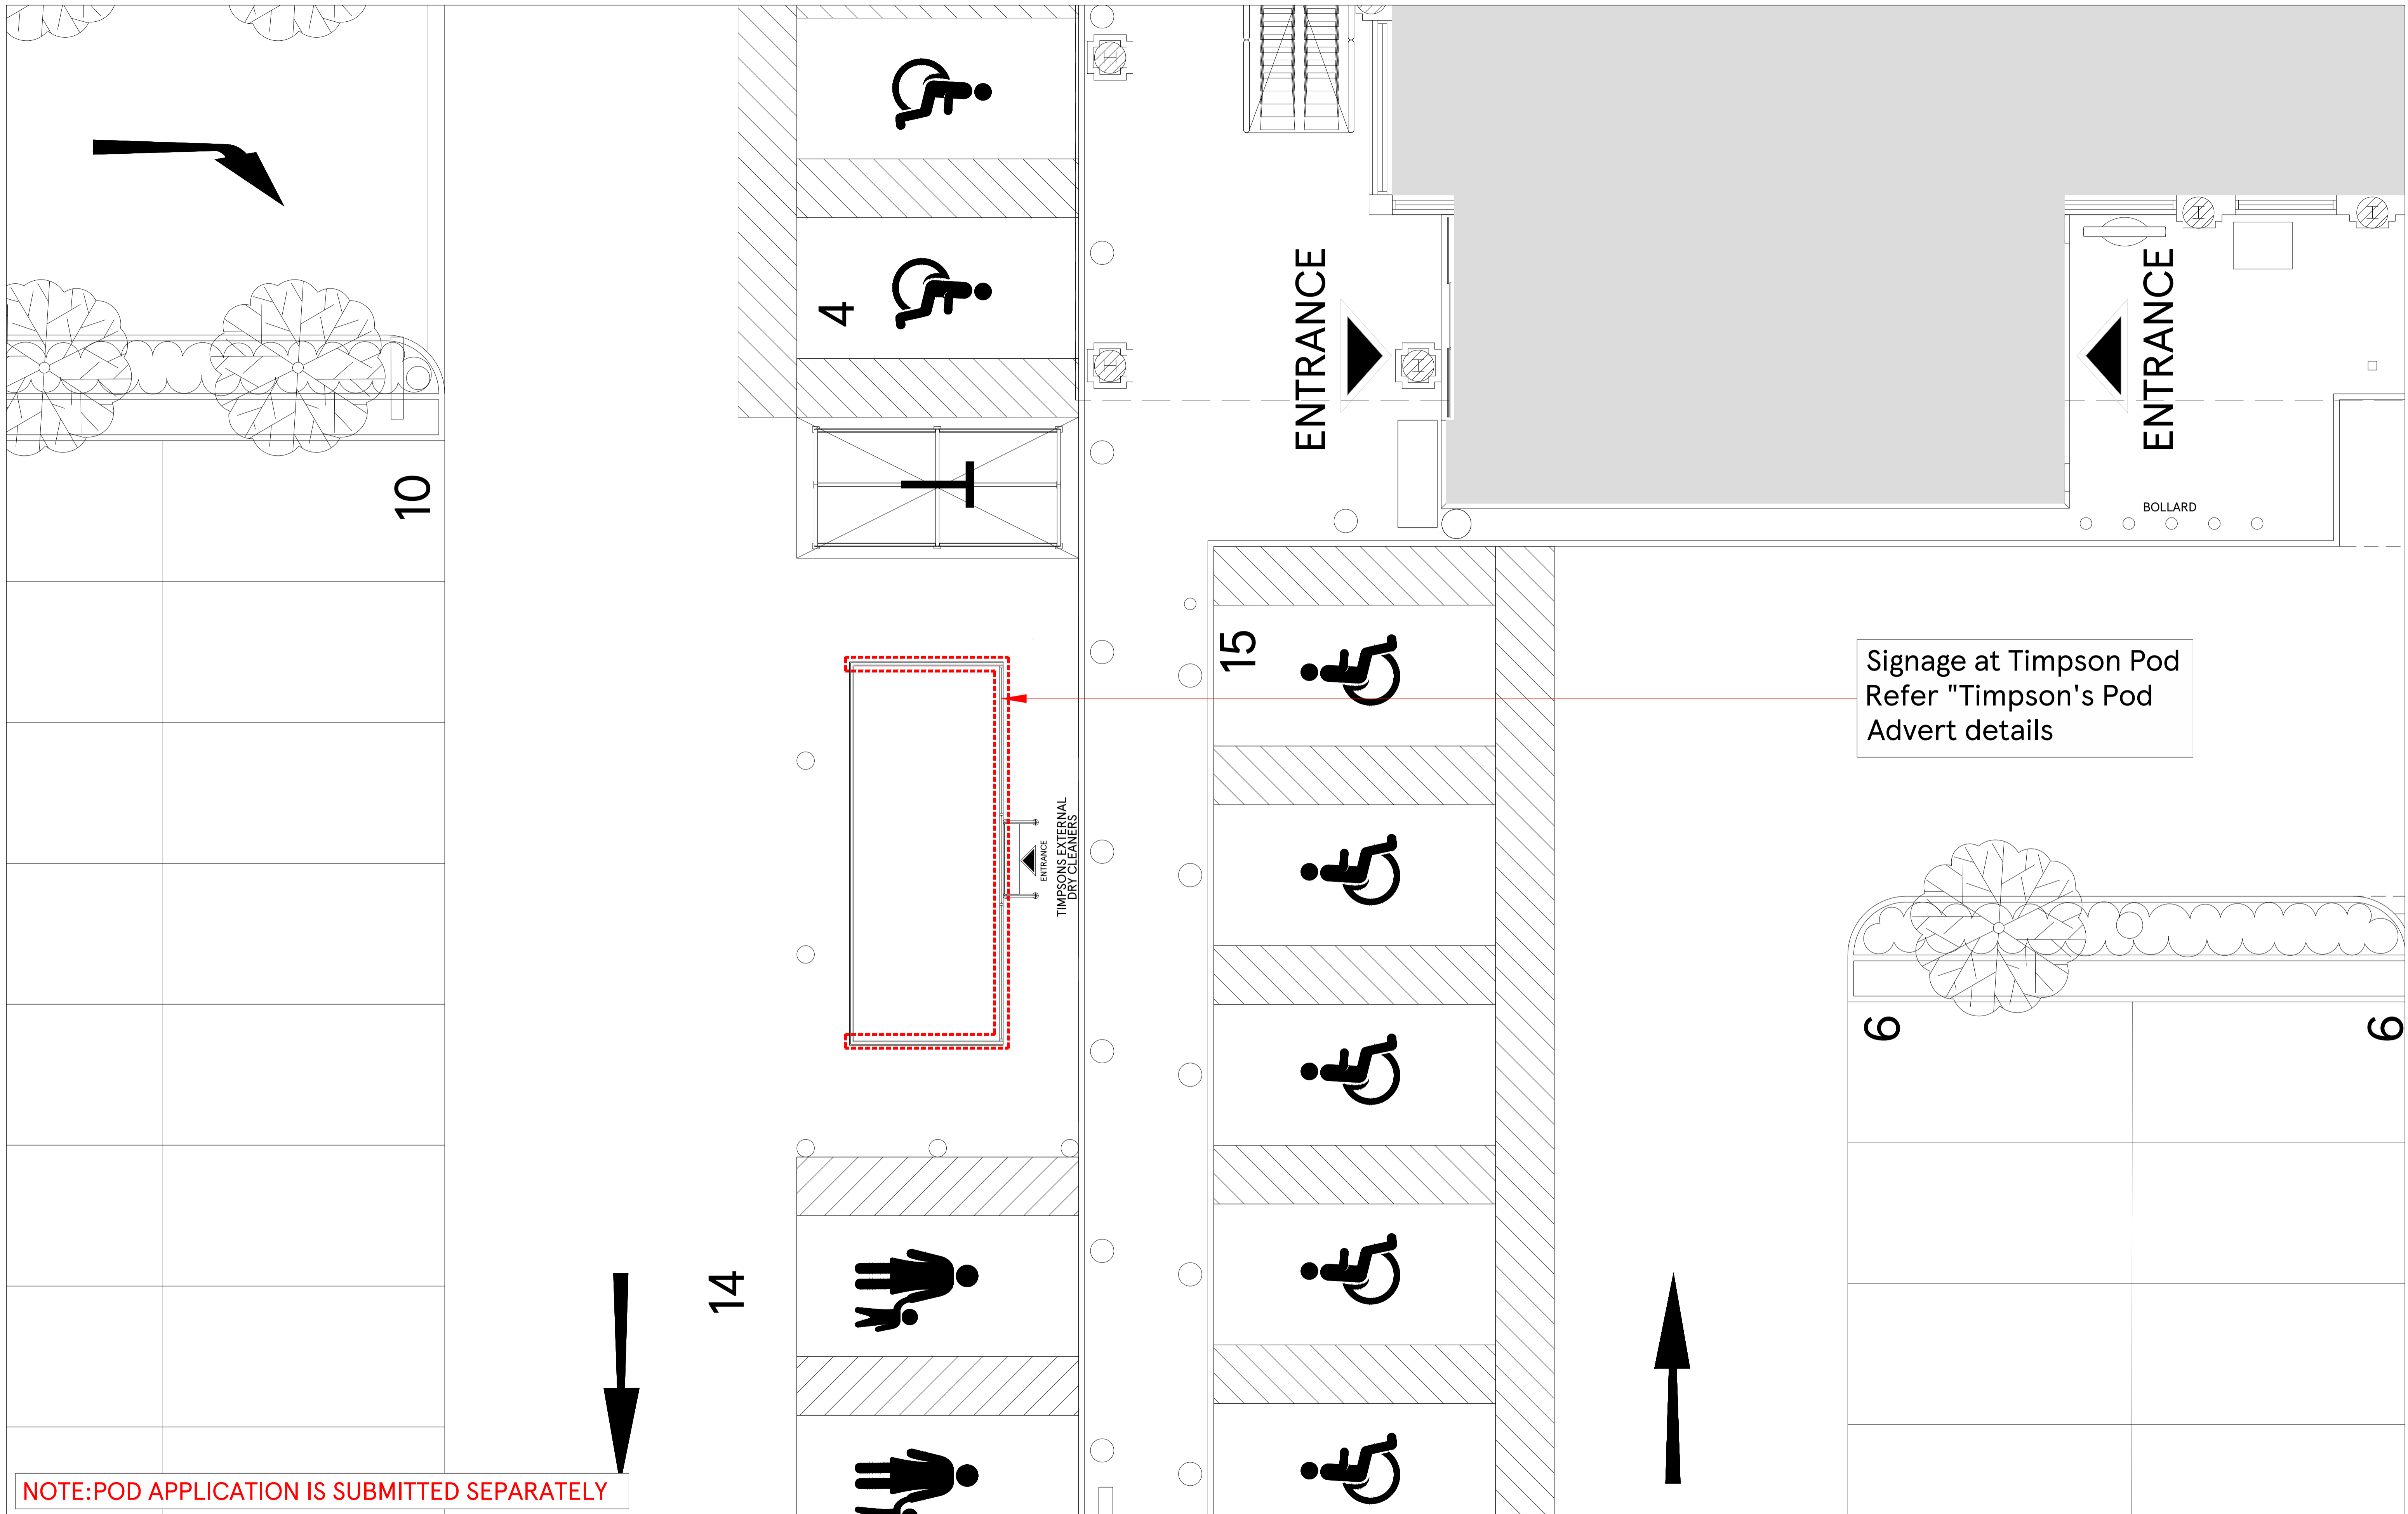 4
ENTRANCE
ENTRANCE
10
T
BOLLARD
15
Signage at Timpson Pod
Refer "Timpson's Pod
Advert details
ENTRANCE
TIMPSONS EXTERNAL
DRY CLEANERS
6
6
14
NOTE:POD APPLICATION IS SUBMITTED SEPARATELY